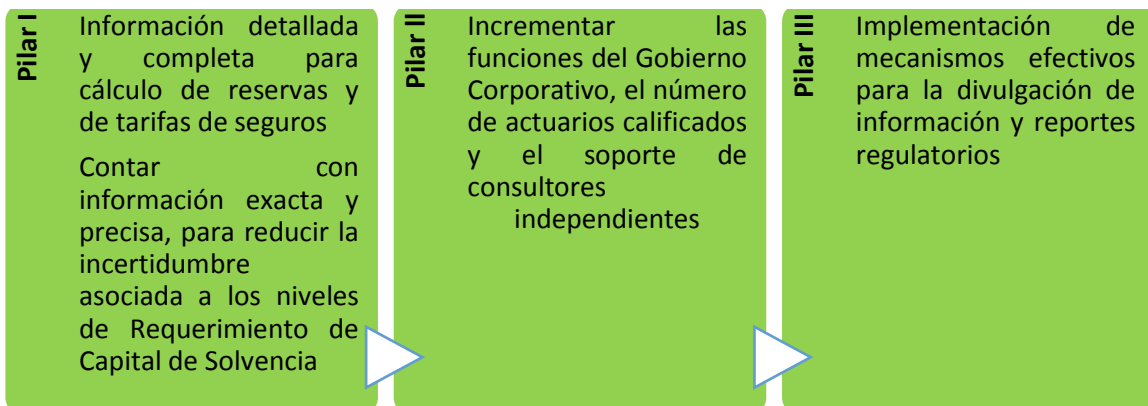 Pilar I
Información detallada
y completa para
cálculo de reservas y
de tarifas de seguros
Contar con
información exacta y
precisa, para reducir la
incertidumbre
asociada a los niveles
de Requerimiento de
Capital de Solvencia
Pilar II
Incrementar las
funciones del Gobierno
Corporativo, el número
de actuarios calificados
y el soporte de
consultores
independientes
Pilar III
Implementación de
mecanismos efectivos
para la divulgación de
información y reportes
regulatorios